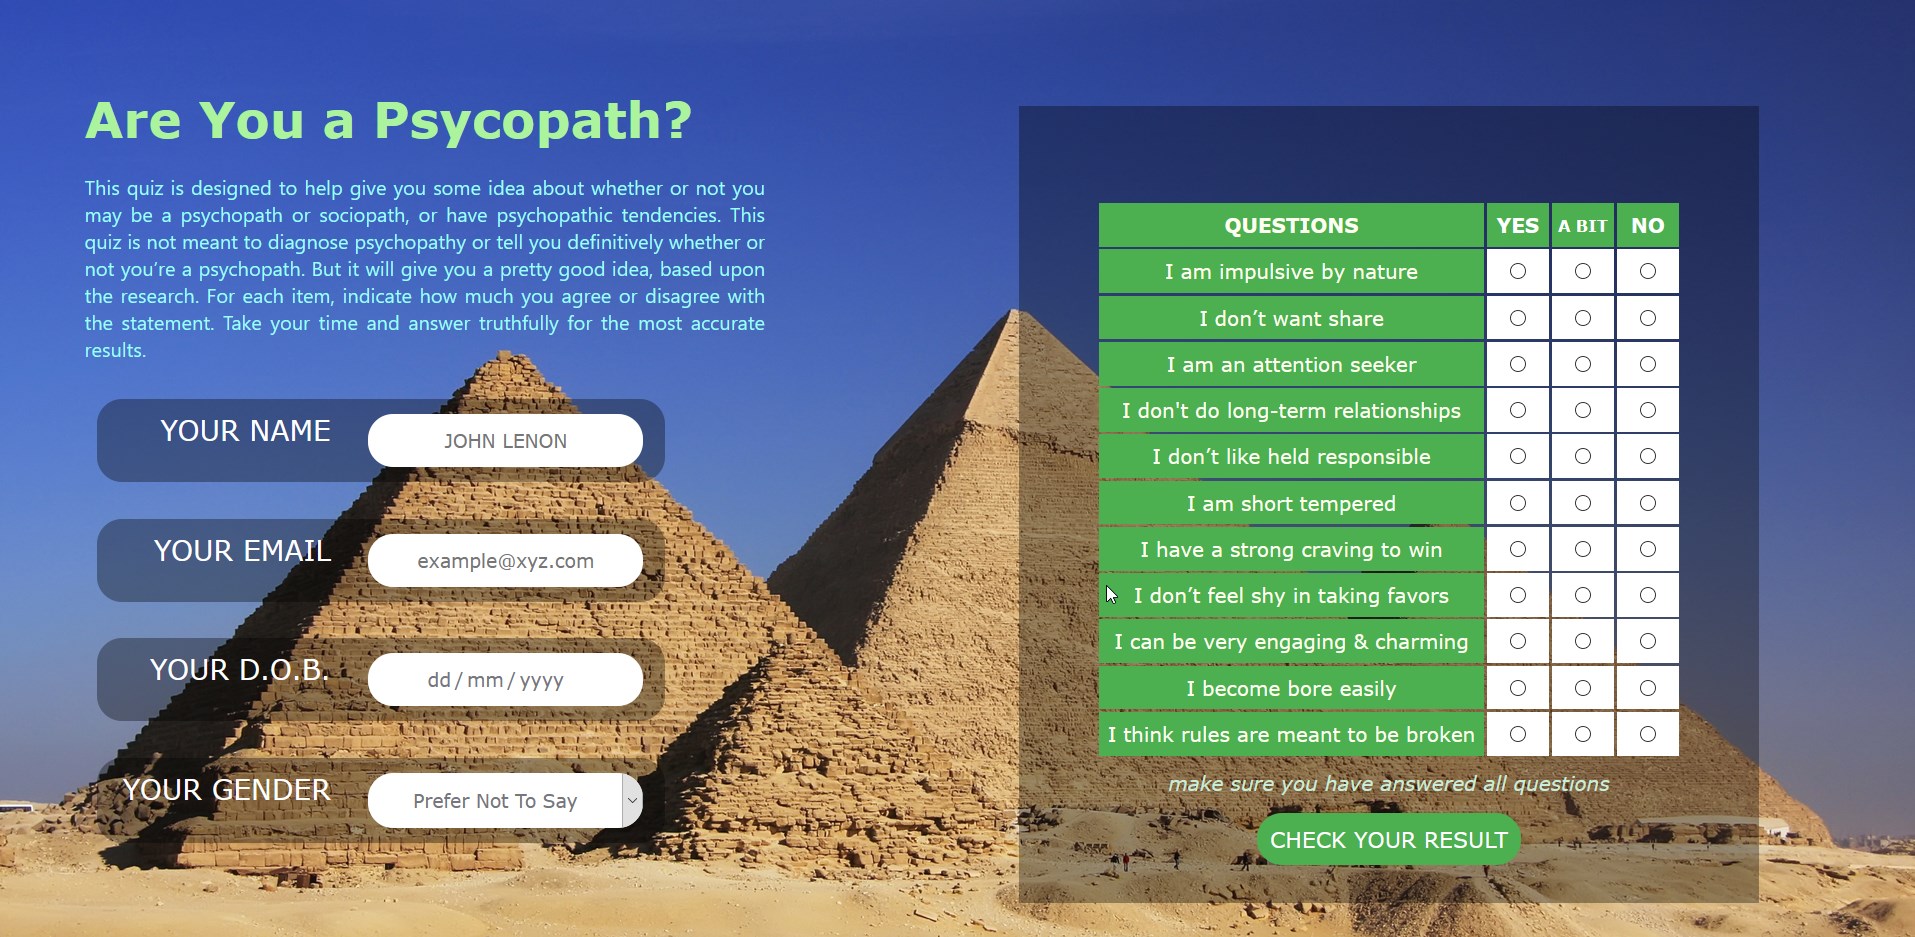 Are You a Psycopath?
This quiz is designed to help give you some idea about whether or not you
may be a psychopath or sociopath, or have psychopathic tendencies. This
quiz is not meant to diagnose psychopathy or tell you definitively whether or
not you’re a psychopath. But it will give you a pretty good idea, based upon
the research. For each item, indicate how much you agree or disagree with
the statement. Take your time and answer truthfully for the most accurate
results.
YOUR NAME JOHN LENON
YOUR EMAIL example@xyz.com
YOUR D.O.B. dd/mm/yyyy
YOUR GENDER Prefer Not To Say
QUESTIONS YES A BIT NO
I am impulsive by nature
I don’t want share
I am an attention seeker
I don't do long-term relationships
I don’t like held responsible
I am short tempered
I have a strong craving to win
I don’t feel shy in taking favors
I can be very engaging & charming
I become bore easily
I think rules are meant to be broken
make sure you have answered all questions
CHECK YOUR RESULT